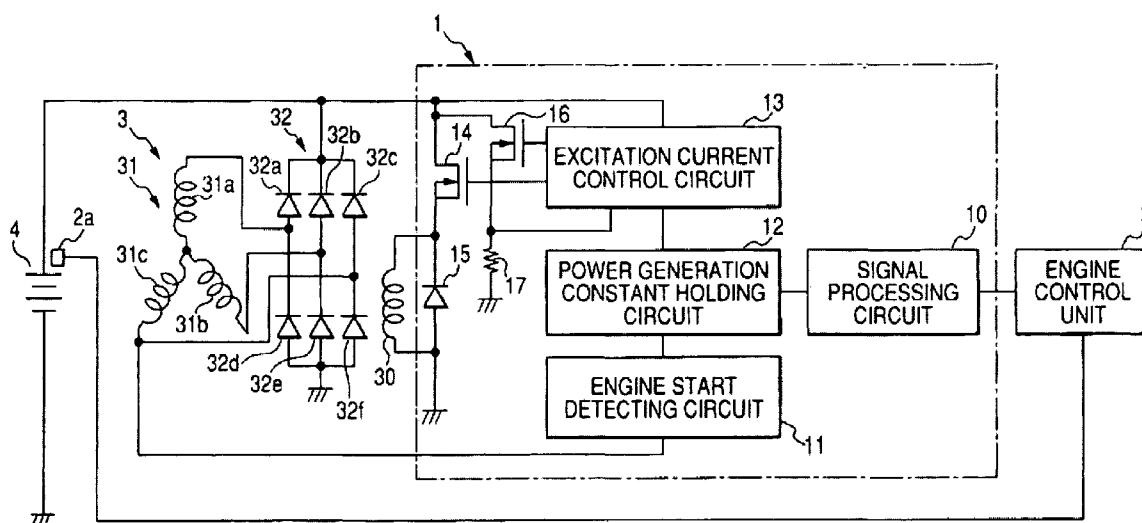 1
3
32
32b
14
16
13
31
32a
32c
EXCITATION CURRENT
CONTROL CIRCUIT
31a
4
2a
31c
15
12
10
17
POWER GENERATION
CONSTANT HOLDING
CIRCUIT
SIGNAL
PROCESSING
CIRCUIT
ENGINE
CONTROL
UNIT
31b
32d
32e
32f
30
ENGINE START
DETECTING CIRCUIT
11